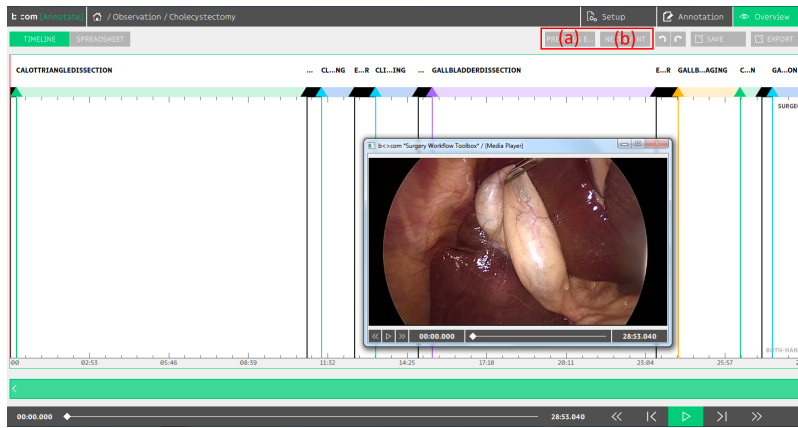 b<>com [Annotate] / Observation / Cholecystectomy Setup Annotation Overview
TIMELINE SPREADSHEET (a) (b) SAVE EXPORT
CALOTTRIANGLEDISSECTION ... CL...NG E...R CLI...ING ... GALLBLADDERDISSECTION E...R GALLB...AGING C...N GA...ON
SURGE
b<>com "Surgery Workflow Toolbox" / (Media Player)
00:00.000 28:53.040
BOTH-HAN
00 02:53 05:46 08:39 11:32 14:25 17:18 20:11 23:04 25:57 2
00:00.000 28:53.040